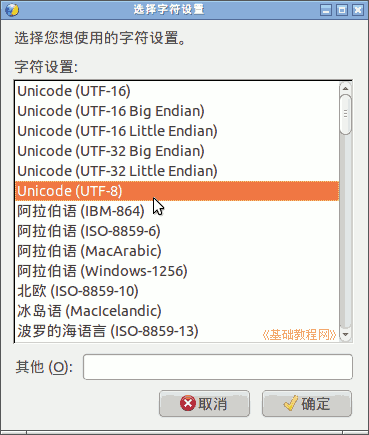 选择字符设置
选择您想使用的字符设置。
字符设置:
Unicode (UTF-16)
Unicode (UTF-16 Big Endian)
Unicode (UTF-16 Little Endian)
Unicode (UTF-32 Big Endian)
Unicode (UTF-32 Little Endian)
Unicode (UTF-8)
阿拉伯语 (IBM-864)
阿拉伯语 (ISO-8859-6)
阿拉伯语 (MacArabic)
阿拉伯语 (Windows-1256)
北欧 (ISO-8859-10)
冰岛语 (MacIcelandic)
波罗的海语言 (ISO-8859-13)
《基础教程网》
其他 (O):
取消
确定